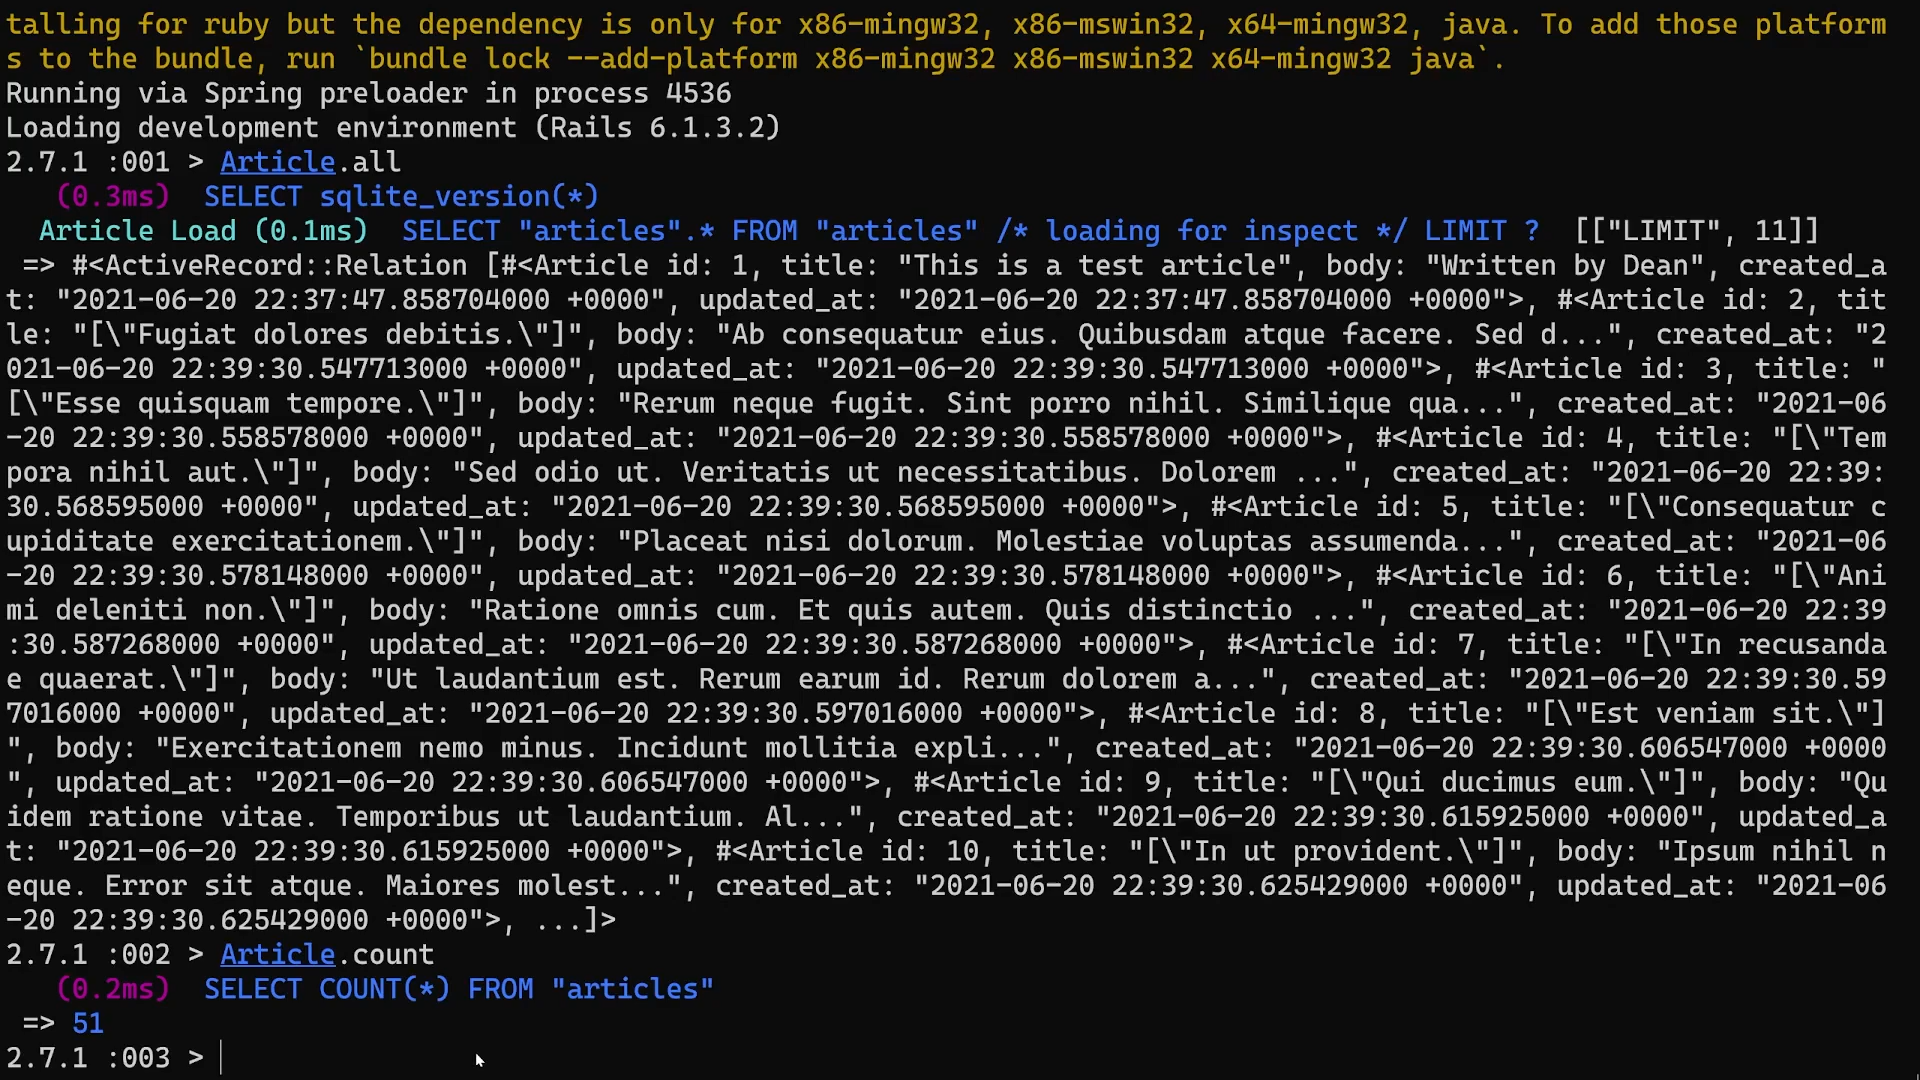 talling for ruby but the dependency is only for x86-mingw32, x86-mswin32, x64-mingw32, java. To add those platform
s to the bundle, run `bundle lock --add-platform x86-mingw32 x86-mswin32 x64-mingw32 java`.
Running via Spring preloader in process 4536
Loading development environment (Rails 6.1.3.2)
2.7.1 :001 > Article.all
(0.3ms)  SELECT sqlite_version(*)
Article Load (0.1ms)  SELECT "articles".* FROM "articles" /* loading for inspect */ LIMIT ?  [["LIMIT", 11]]
=> #<ActiveRecord::Relation [#<Article id: 1, title: "This is a test article", body: "Written by Dean", created_a
t: "2021-06-20 22:37:47.858704000 +0000", updated_at: "2021-06-20 22:37:47.858704000 +0000">, #<Article id: 2, tit
le: "[\"Fugiat dolores debitis.\"]", body: "Ab consequatur eius. Quibusdam atque facere. Sed d...", created_at: "2
021-06-20 22:39:30.547713000 +0000", updated_at: "2021-06-20 22:39:30.547713000 +0000">, #<Article id: 3, title: "
[\"Esse quisquam tempore.\"]", body: "Rerum neque fugit. Sint porro nihil. Similique qua...", created_at: "2021-06
-20 22:39:30.558578000 +0000", updated_at: "2021-06-20 22:39:30.558578000 +0000">, #<Article id: 4, title: "[\"Tem
pora nihil aut.\"]", body: "Sed odio ut. Veritatis ut necessitatibus. Dolorem ...", created_at: "2021-06-20 22:39:
30.568595000 +0000", updated_at: "2021-06-20 22:39:30.568595000 +0000">, #<Article id: 5, title: "[\"Consequatur c
upiditate exercitationem.\"]", body: "Placeat nisi dolorum. Molestiae voluptas assumenda...", created_at: "2021-06
-20 22:39:30.578148000 +0000", updated_at: "2021-06-20 22:39:30.578148000 +0000">, #<Article id: 6, title: "[\"Ani
mi deleniti non.\"]", body: "Ratione omnis cum. Et quis autem. Quis distinctio ...", created_at: "2021-06-20 22:39
:30.587268000 +0000", updated_at: "2021-06-20 22:39:30.587268000 +0000">, #<Article id: 7, title: "[\"In recusanda
e quaerat.\"]", body: "Ut laudantium est. Rerum earum id. Rerum dolorem a...", created_at: "2021-06-20 22:39:30.59
7016000 +0000", updated_at: "2021-06-20 22:39:30.597016000 +0000">, #<Article id: 8, title: "[\"Est veniam sit.\"]
", body: "Exercitationem nemo minus. Incidunt mollitia expli...", created_at: "2021-06-20 22:39:30.606547000 +0000
", updated_at: "2021-06-20 22:39:30.606547000 +0000">, #<Article id: 9, title: "[\"Qui ducimus eum.\"]", body: "Qu
idem ratione vitae. Temporibus ut laudantium. Al...", created_at: "2021-06-20 22:39:30.615925000 +0000", updated_a
t: "2021-06-20 22:39:30.615925000 +0000">, #<Article id: 10, title: "[\"In ut provident.\"]", body: "Ipsum nihil n
eque. Error sit atque. Maiores molest...", created_at: "2021-06-20 22:39:30.625429000 +0000", updated_at: "2021-06
-20 22:39:30.625429000 +0000">, ...]>
2.7.1 :002 > Article.count
(0.2ms)  SELECT COUNT(*) FROM "articles"
=> 51
2.7.1 :003 >